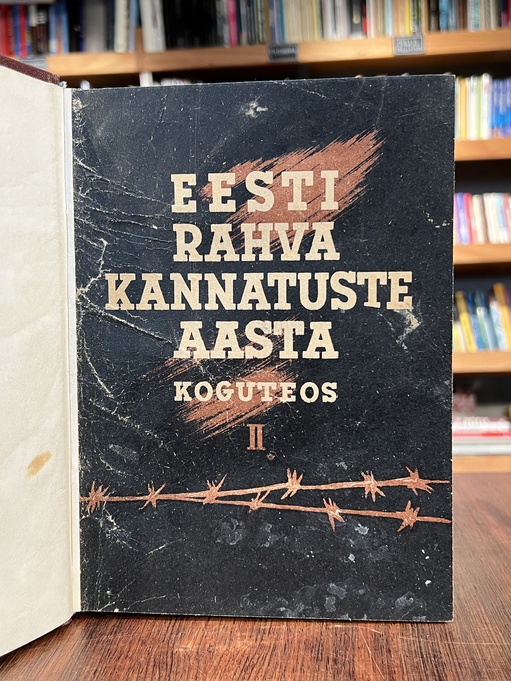 EESTI
RAHVA
KANNATUSTE
AASTA
KOGUTEOS
II